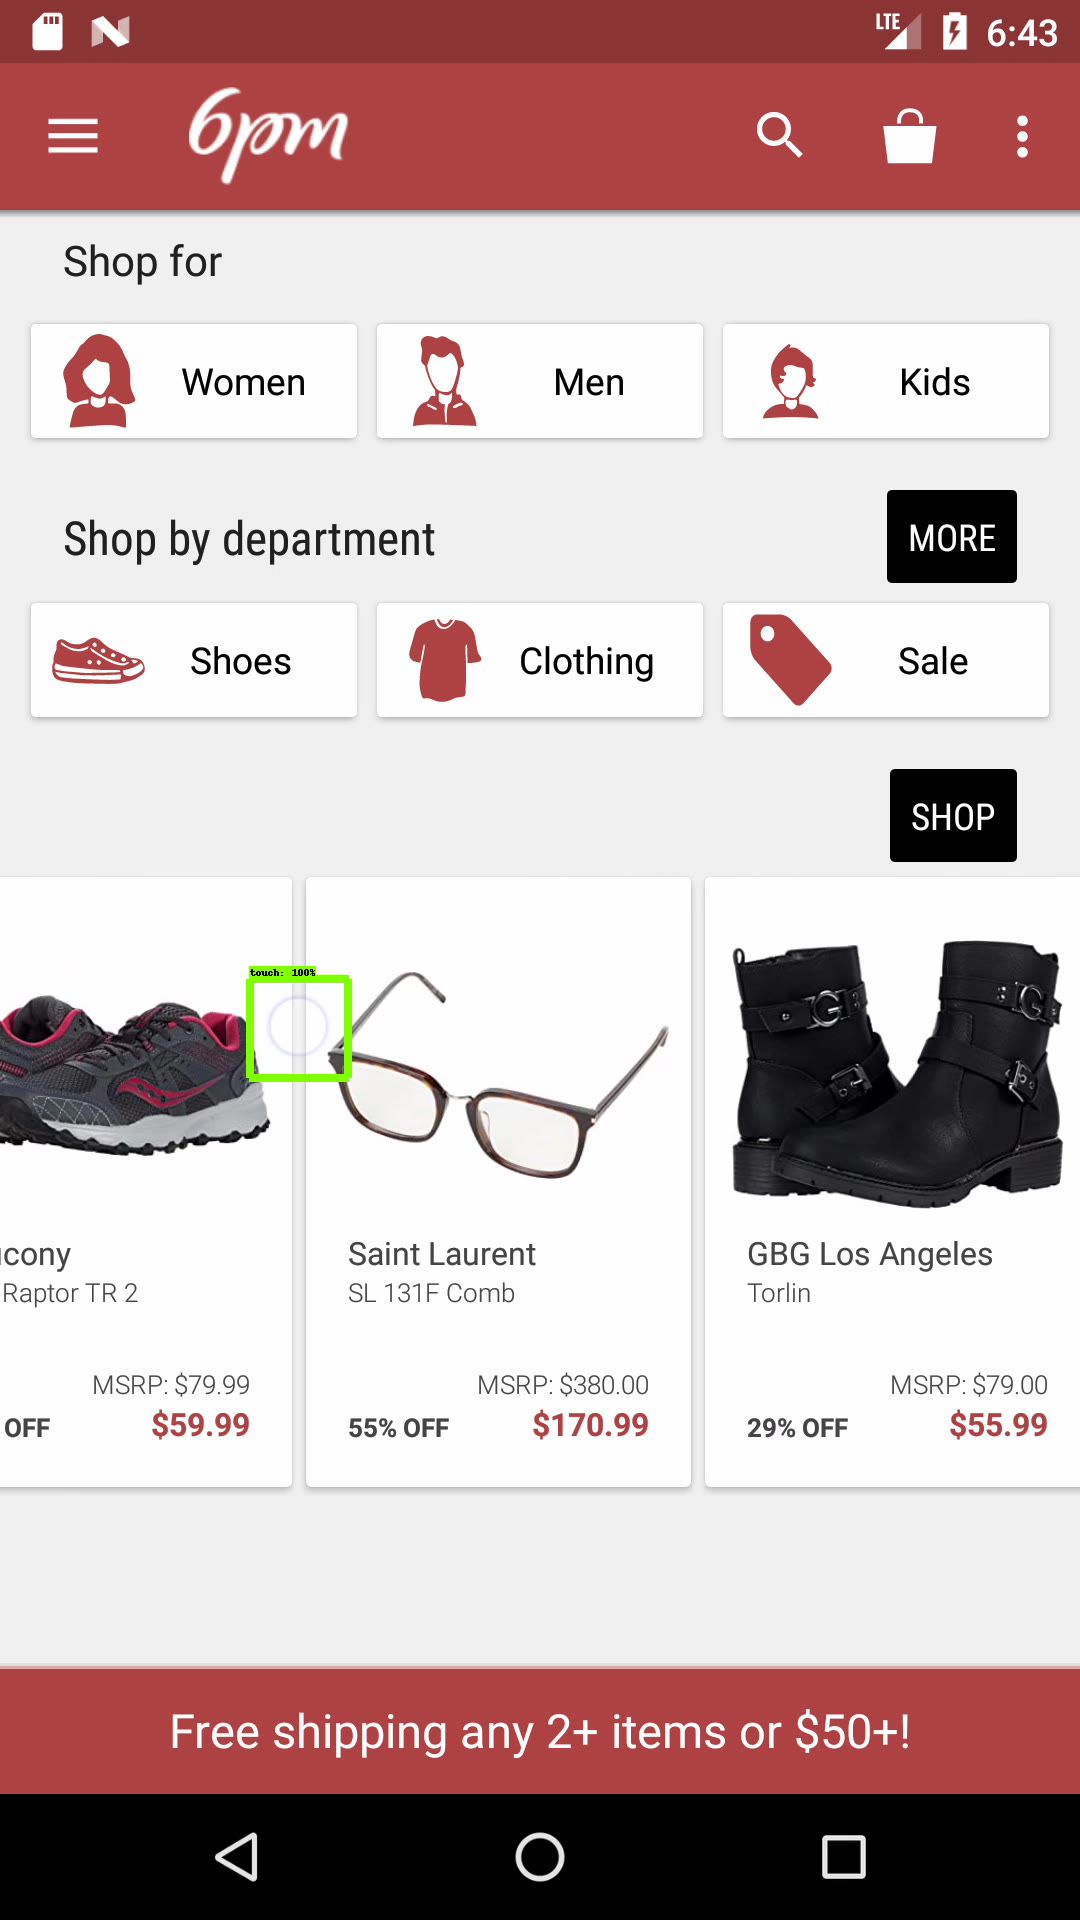 LTE 6:43
6pm
Shop for
Women Men Kids
Shop by department MORE
Shoes Clothing Sale
SHOP
touch: 100%
cony Saint Laurent GBG Los Angeles
Raptor TR 2 SL 131F Comb Torlin
MSRP: $79.99 MSRP: $380.00 MSRP: $79.00
OFF $59.99 55% OFF $170.99 29% OFF $55.99
Free shipping any 2+ items or $50+!